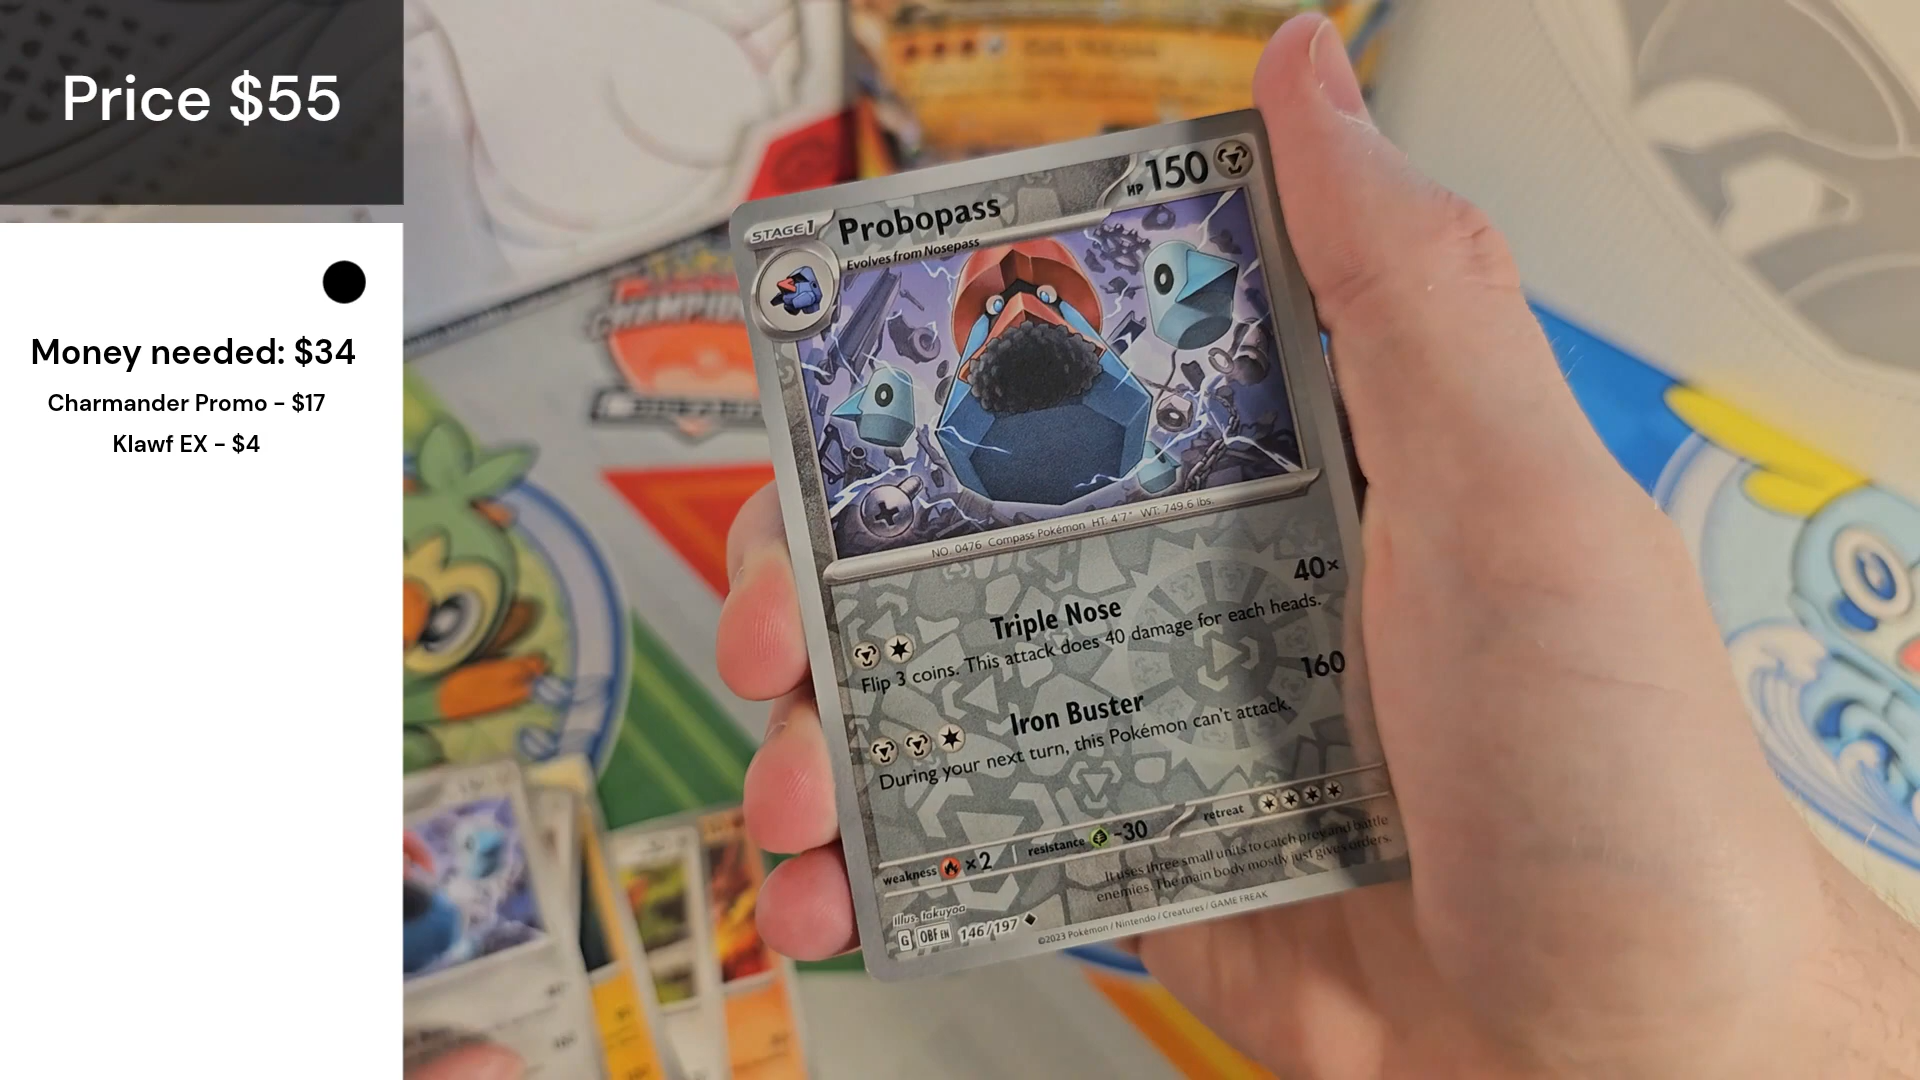 Price $55
Money needed: $34
Charmander Promo - $17
Klawf EX - $4
STAGE 1
Probopass
HP 150
Evolves from Nosepass
NO. 0476 Compass Pokémon HT: 4'7" WT: 749.6 lbs.
Triple Nose
40×
Flip 3 coins. This attack does 40 damage for each heads.
Iron Buster
160
During your next turn, this Pokémon can't attack.
weakness ×2
resistance -30
retreat
It uses three small units to catch prey and battle
enemies. The main body mostly just gives orders.
Illus. takuyoa
G OBF EN 146/197
©2023 Pokémon / Nintendo / Creatures / GAME FREAK